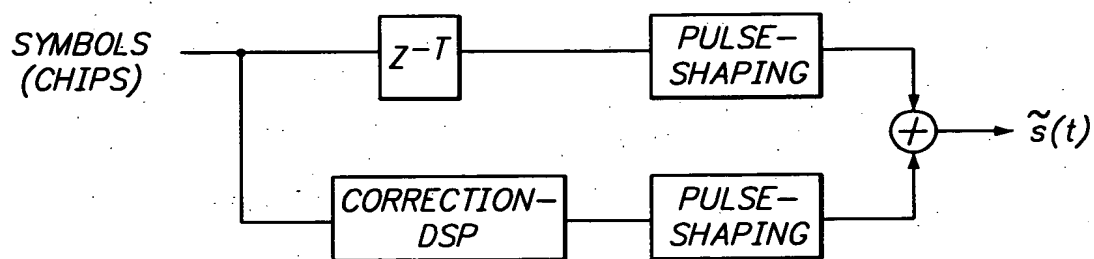 SYMBOLS
(CHIPS)
Z-T
PULSE-
SHAPING
+
s̃(t)
CORRECTION-
DSP
PULSE-
SHAPING